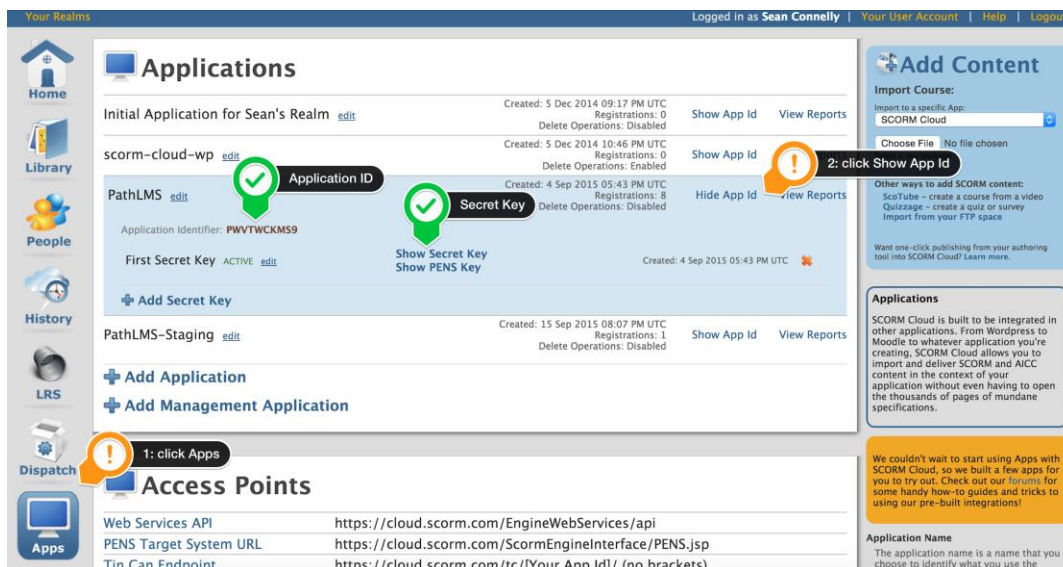 Your Realms
Logged in as Sean Connelly | Your User Account | Help | Logou
Home
Library
People
History
LRS
Dispatch
Apps
Applications
Initial Application for Sean's Realm edit
Created: 5 Dec 2014 09:17 PM UTC
Registrations: 0
Delete Operations: Disabled
Show App Id View Reports
scorm-cloud-wp edit
Created: 5 Dec 2014 10:46 PM UTC
Registrations: 0
Delete Operations: Enabled
Show App Id
2: click Show App Id
Application ID
Secret Key
PathLMS edit
Created: 4 Sep 2015 05:43 PM UTC
Registrations: 8
Delete Operations: Disabled
Hide App Id View Reports
Application Identifier: PWVTWCKMS9
First Secret Key ACTIVE edit
Show Secret Key
Show PENS Key
Created: 4 Sep 2015 05:43 PM UTC
Add Secret Key
PathLMS-Staging edit
Created: 15 Sep 2015 08:07 PM UTC
Registrations: 1
Delete Operations: Disabled
Show App Id View Reports
Add Application
Add Management Application
1: click Apps
Access Points
Web Services API https://cloud.scorm.com/EngineWebServices/api
PENS Target System URL https://cloud.scorm.com/ScormEngineInterface/PENS.jsp
Tin Can Endpoint https://cloud.scorm.com/tc/[Your App Id]/ (no brackets)
Add Content
Import Course:
Import to a specific App:
SCORM Cloud
Choose File No file chosen
Other ways to add SCORM content:
ScoTube - create a course from a video
Quizzage - create a quiz or survey
Import from your FTP space
Want one-click publishing from your authoring
tool into SCORM Cloud? Learn more.
Applications
SCORM Cloud is built to be integrated in
other applications. From Wordpress to
Moodle to whatever application you're
creating, SCORM Cloud allows you to
import and deliver SCORM and AICC
content in the context of your
application without even having to open
the thousands of pages of mundane
specifications.
We couldn't wait to start using Apps with
SCORM Cloud, so we built a few apps for
you to try out. Check out our forums for
some handy how-to guides and tricks to
using our pre-built integrations!
Application Name
The application name is a name that you
choose to identify what you use the